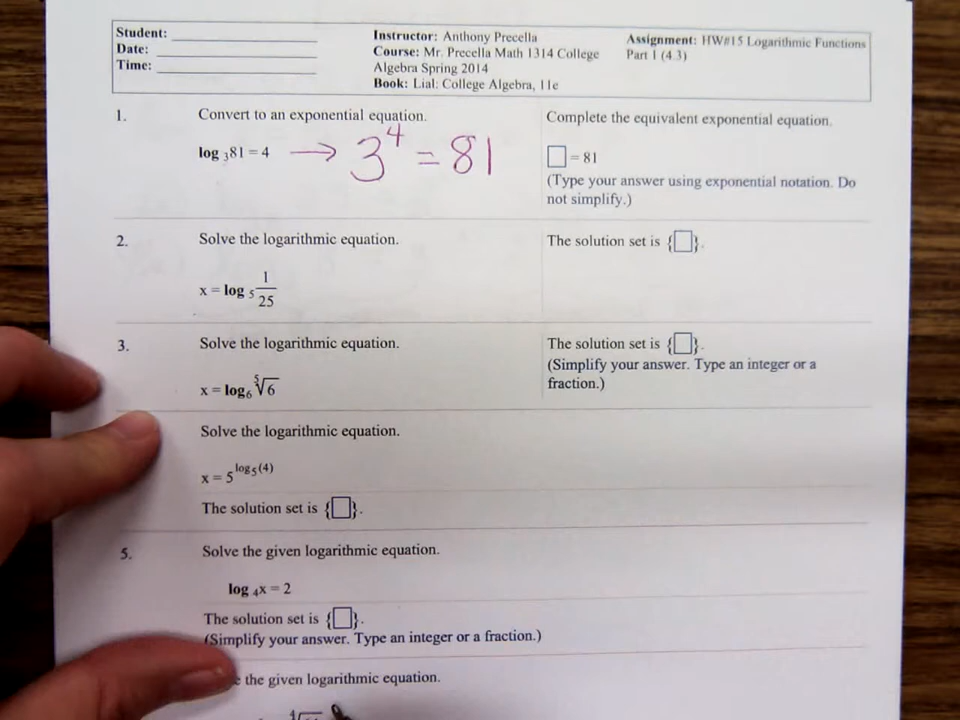 Student:
Date:
Time:
Instructor: Anthony Precella
Course: Mr. Precella Math 1314 College
Algebra Spring 2014
Book: Lial: College Algebra, 11e
Assignment: HW#15 Logarithmic Functions
Part 1 (4.3)
1.
Convert to an exponential equation.
log ₃81 = 4 → 3⁴ = 81
Complete the equivalent exponential equation.
□ = 81
(Type your answer using exponential notation. Do
not simplify.)
2.
Solve the logarithmic equation.
x = log ₅ 1/25
The solution set is {□}.
3.
Solve the logarithmic equation.
x = log₆ ⁵√6
The solution set is {□}.
(Simplify your answer. Type an integer or a
fraction.)
Solve the logarithmic equation.
x = 5^log₅(4)
The solution set is {□}.
5.
Solve the given logarithmic equation.
log ₄x = 2
The solution set is {□}.
(Simplify your answer. Type an integer or a fraction.)
the given logarithmic equation.